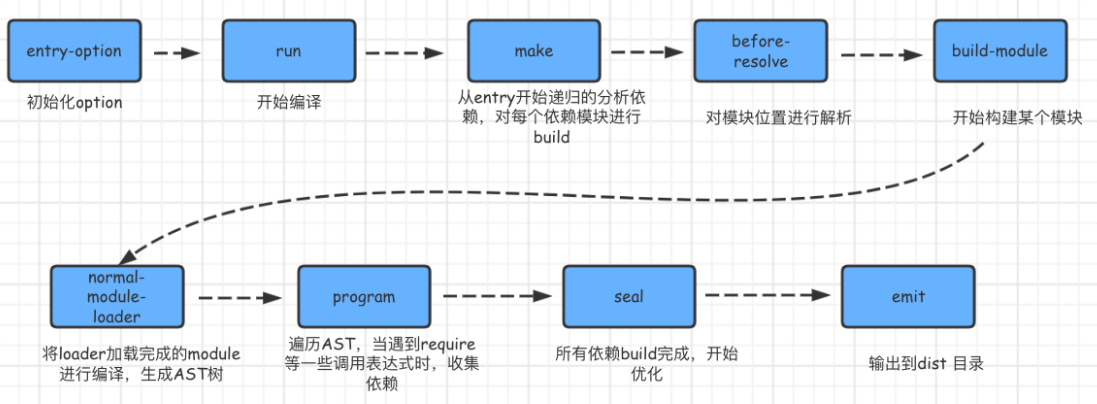 entry-option
run
make
before-
resolve
build-module
初始化option
开始编译
从entry开始递归的分析依
赖，对每个依赖模块进行
build
对模块位置进行解析
开始构建某个模块
normal-
module-
loader
program
seal
emit
将loader加载完成的module
进行编译，生成AST树
遍历AST，当遇到require
等一些调用表达式时，收集
依赖
所有依赖build完成，开始
优化
输出到dist 目录